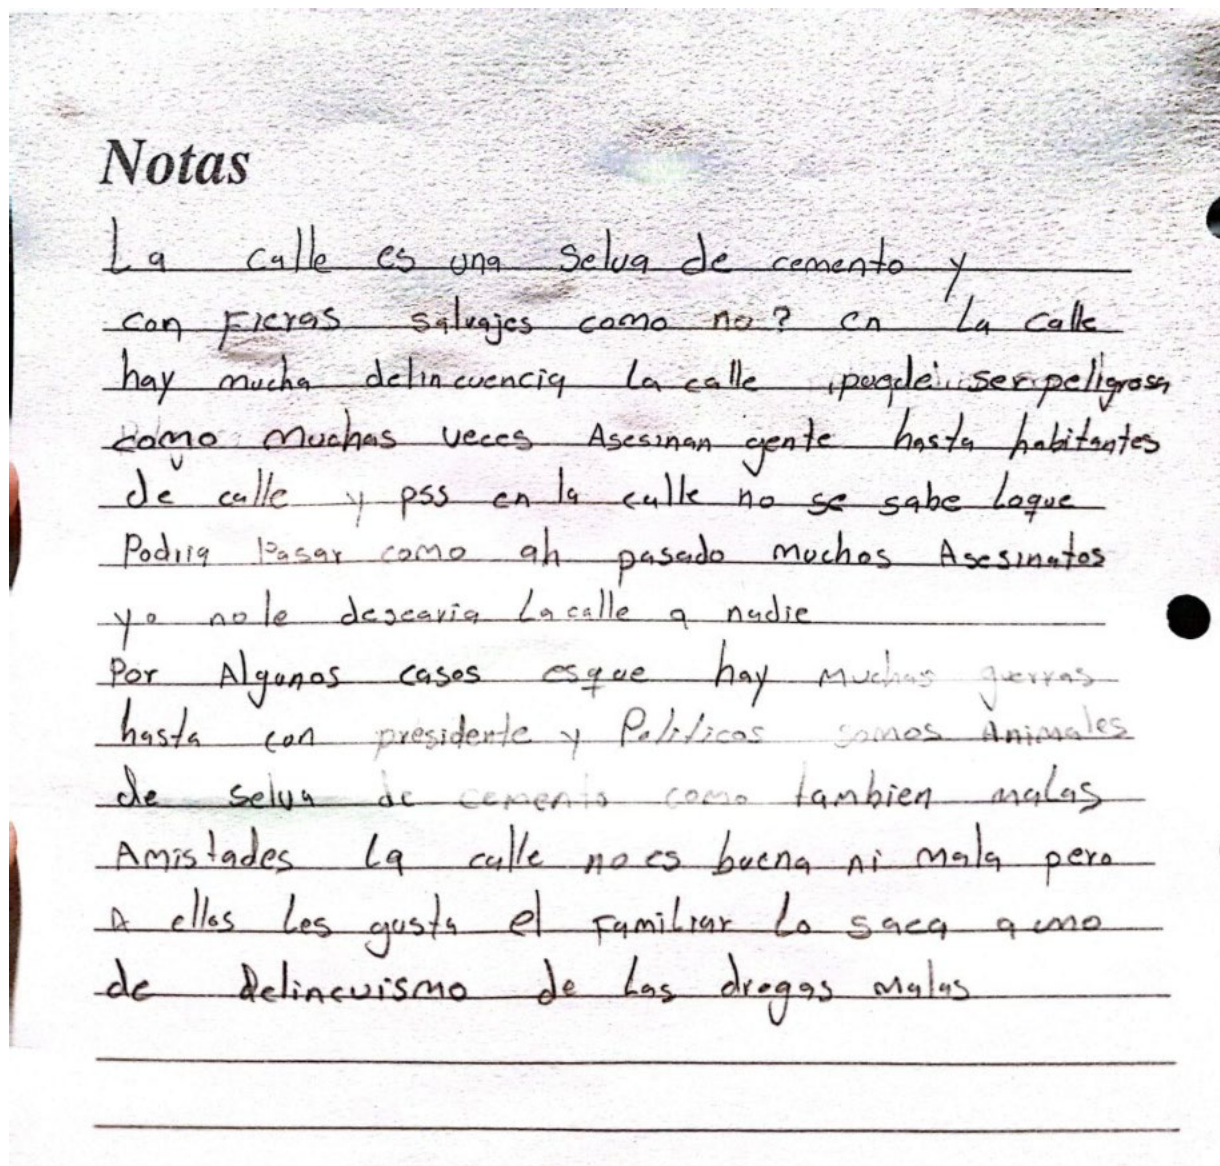 Notas
La calle es una selva de cemento y
con Fieras salvajes como no? en La calle
hay mucha delincuencia La calle puede ser peligrosa
como muchas veces Asesinan gente hasta habitantes
de calle y pss en la calle no se sabe Loque
Podria Pasar como ah pasado muchos Asesinatos
yo nole desearia La calle a nadie
Por Algunos casos esque hay muchas guerras
hasta con presidente y Politicos somos Animales
de selva de cemento como tambien malas
Amistades La calle no es buena ni mala pero
A ellos Les gusta el Familiar Lo saca a uno
de Delincuismo de Las drogas malas